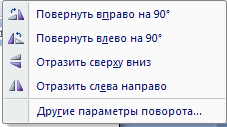 Повернуть вправо на 90°
Повернуть влево на 90°
Отразить сверху вниз
Отразить слева направо
Другие параметры поворота...